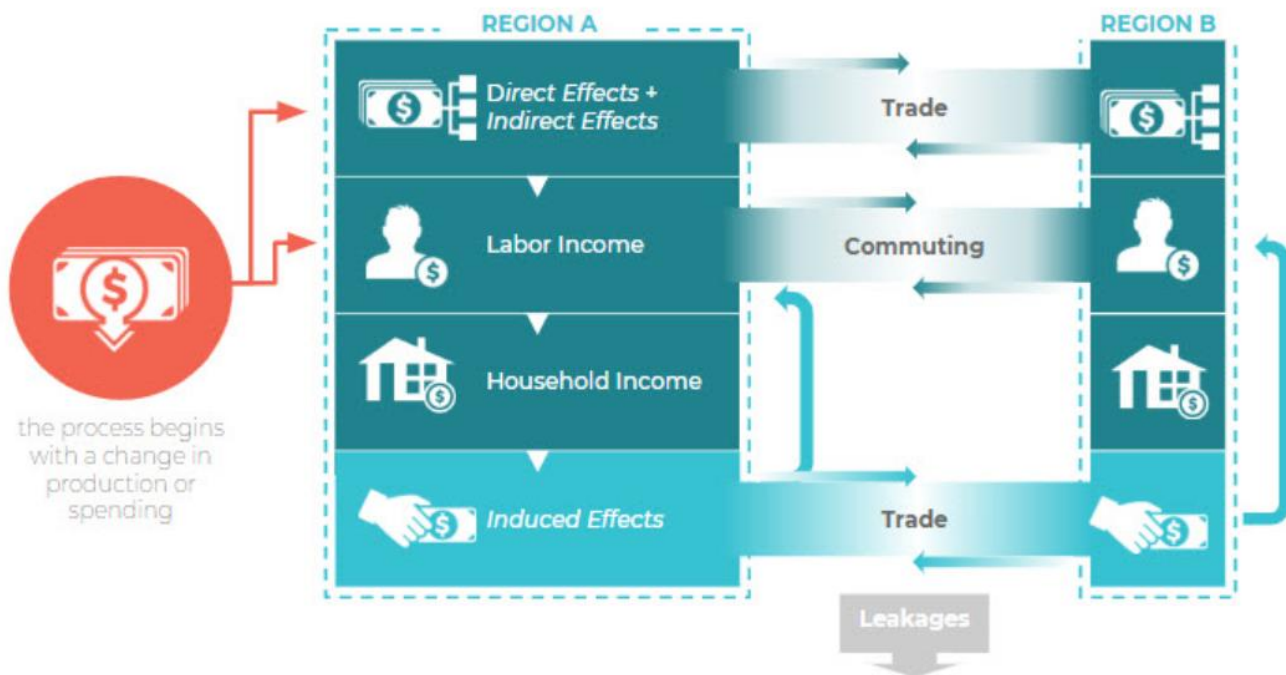 REGION A
REGION B
Direct Effects +
Indirect Effects
Trade
Labor Income
Commuting
Household Income
the process begins
with a change in
production or
spending
Induced Effects
Trade
Leakages